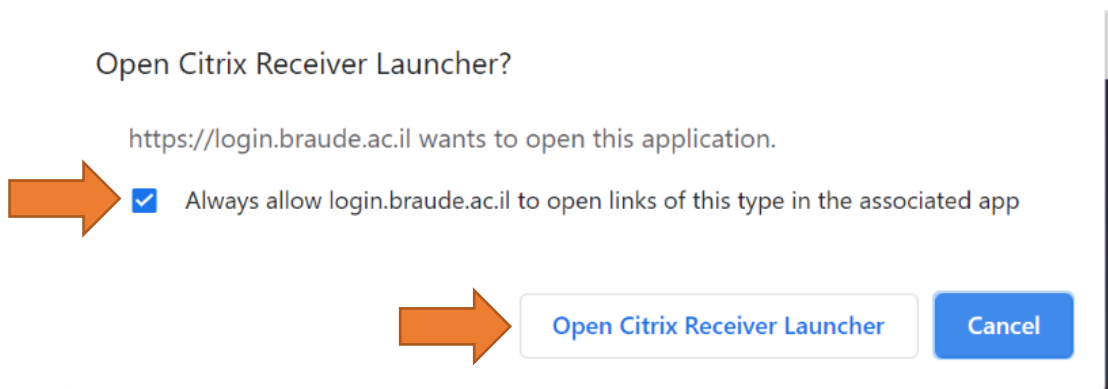 Open Citrix Receiver Launcher?
https://login.braude.ac.il wants to open this application.
Always allow login.braude.ac.il to open links of this type in the associated app
Open Citrix Receiver Launcher
Cancel